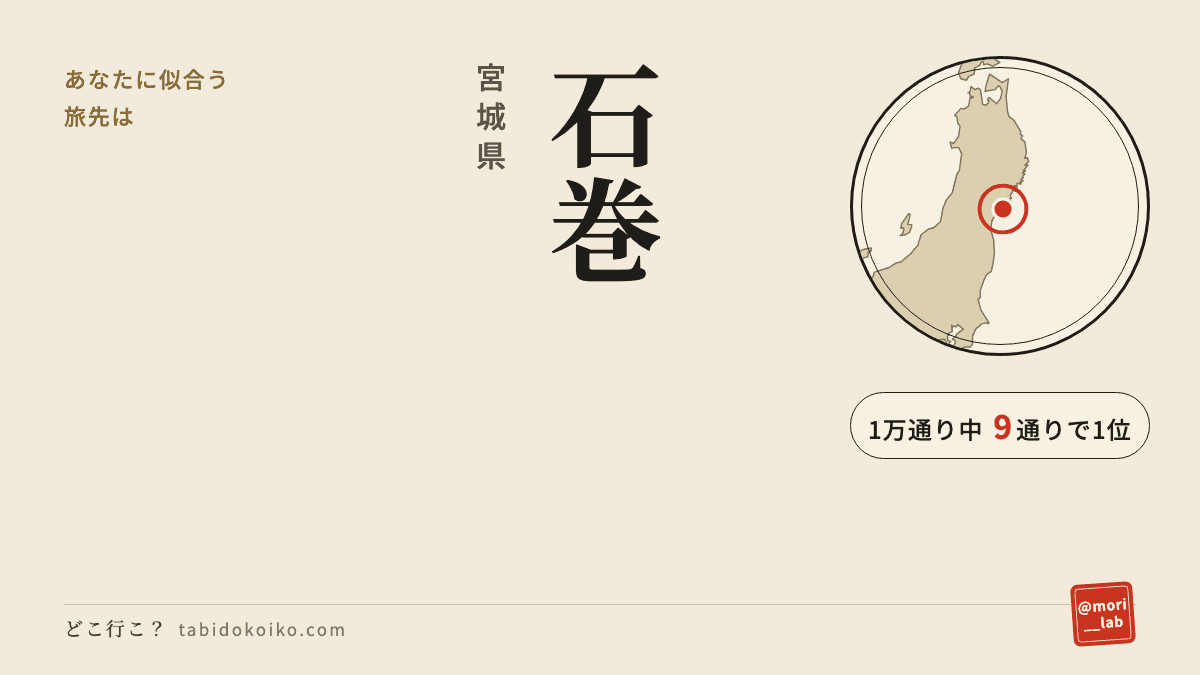 あなたに似合う
旅先は
石巻
宮城県
1万通り中 9通りで1位
どこ行こ？ tabidokoiko.com
@mori
__lab